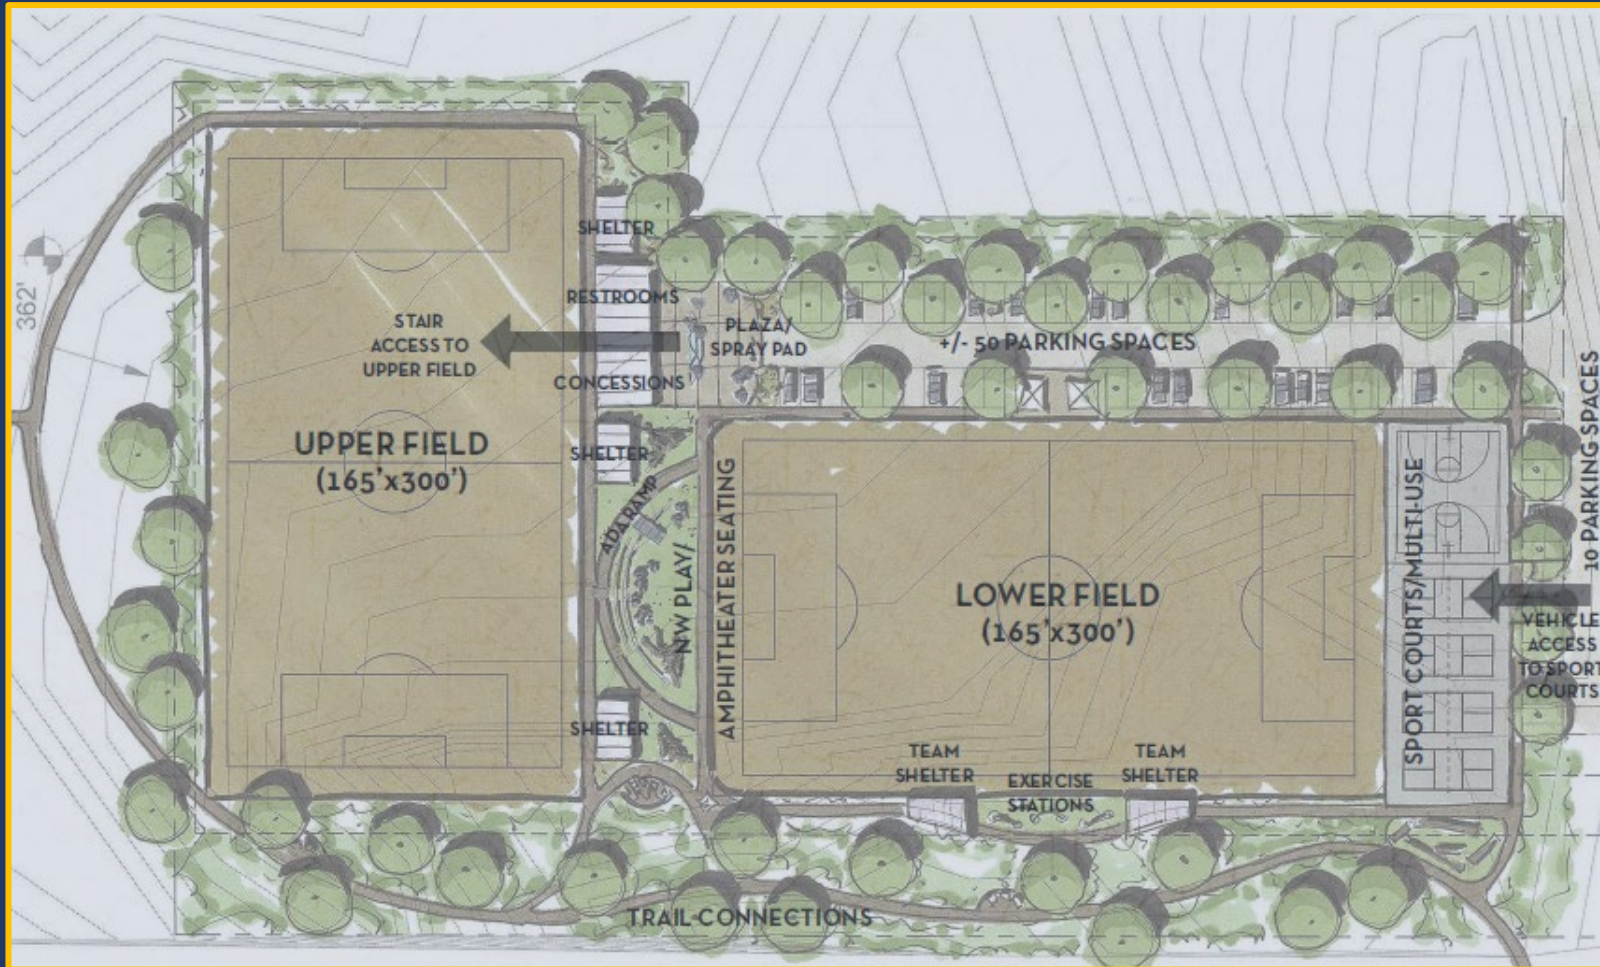 362'
SHELTER
RESTROOMS
STAIR
ACCESS TO
UPPER FIELD
PLAZA/
SPRAY PAD
+/- 50 PARKING SPACES
CONCESSIONS
UPPER FIELD
(165'x300')
SHELTER
ADA RAMP
NW PLAY/
AMPHITHEATER SEATING
SHELTER
LOWER FIELD
(165'x300')
TEAM
SHELTER
EXERCISE
STATIONS
TEAM
SHELTER
SPORT COURTS/MULTI-USE
10 PARKING SPACES
VEHICLE
ACCESS
TO SPORT
COURTS
TRAIL CONNECTIONS